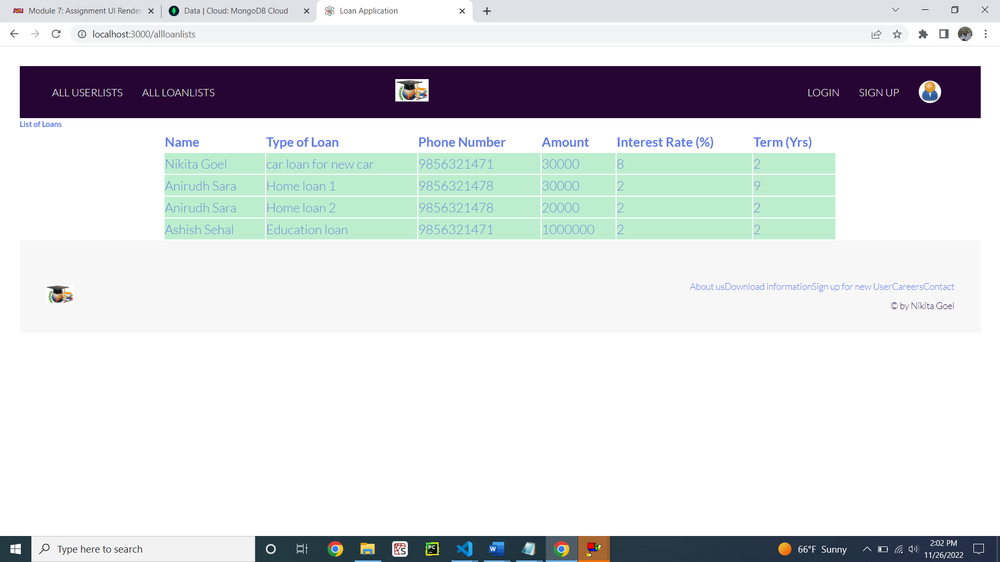 ASU Module 7: Assignment UI Render
Data | Cloud: MongoDB Cloud
Loan Application
localhost:3000/allloanlists
ALL USERLISTS ALL LOANLISTS LOGIN SIGN UP
List of Loans
Name Type of Loan Phone Number Amount Interest Rate (%) Term (Yrs)
Nikita Goel car loan for new car 9856321471 30000 8 2
Anirudh Sara Home loan 1 9856321478 30000 2 9
Anirudh Sara Home loan 2 9856321478 20000 2 2
Ashish Sehal Education loan 9856321471 1000000 2 2
About usDownload informationSign up for new UserCareersContact
© by Nikita Goel
Type here to search
PC
W
66°F Sunny
2:02 PM
11/26/2022